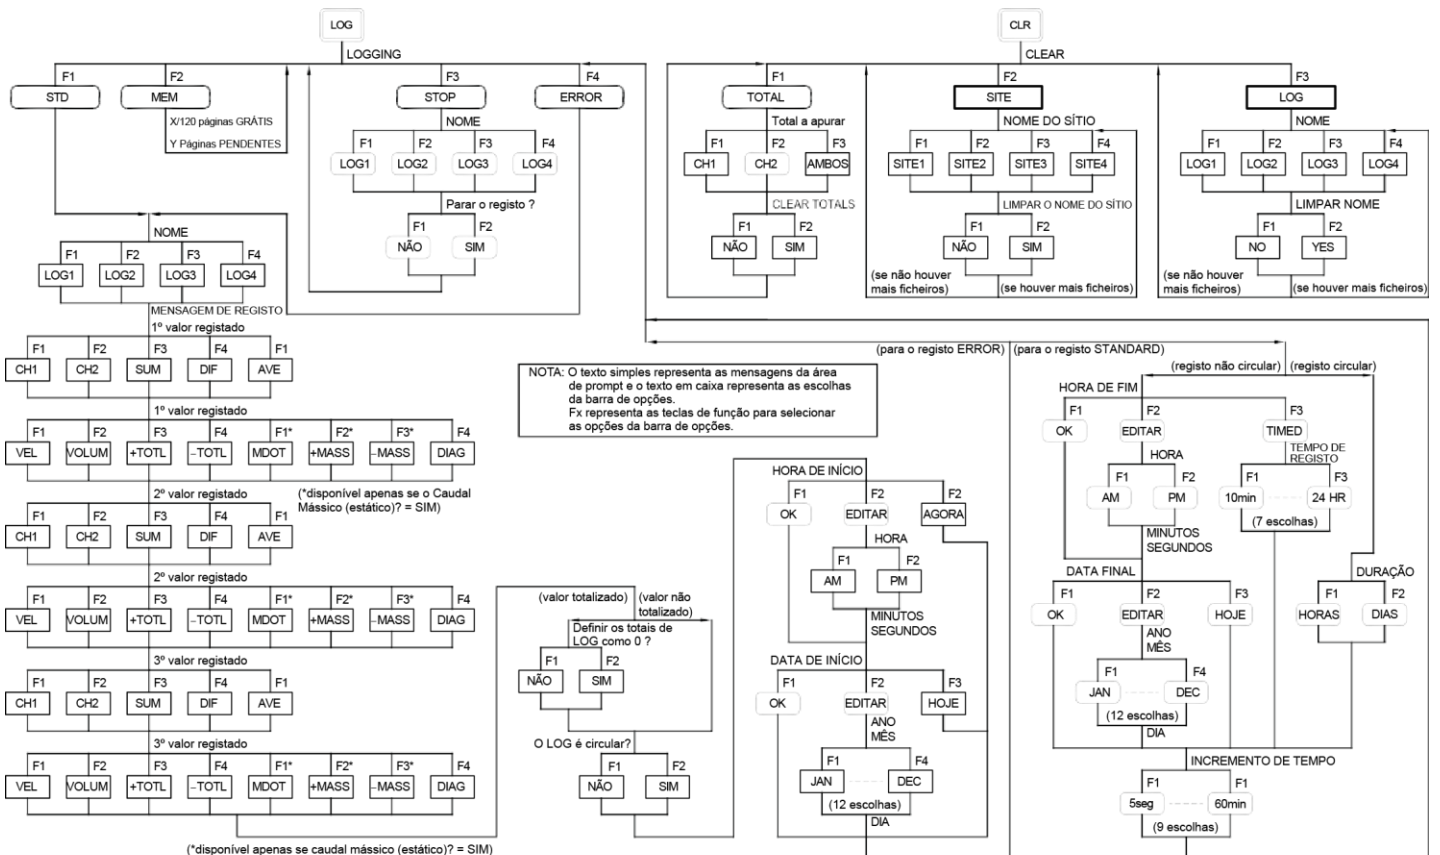 LOG
LOGGING
F1 F2 F3 F4
STD MEM STOP ERROR
X/120 páginas GRÁTIS
Y Páginas PENDENTES
NOME
F1 F2 F3 F4
LOG1 LOG2 LOG3 LOG4
Parar o registo ?
F1 F2
NÃO SIM
NOME
F1 F2 F3 F4
LOG1 LOG2 LOG3 LOG4
MENSAGEM DE REGISTO
1º valor registado
F1 F2 F3 F4 F1
CH1 CH2 SUM DIF AVE
1º valor registado
F1 F2 F3 F4 F1* F2* F3* F4
VEL VOLUM +TOTL –TOTL MDOT +MASS –MASS DIAG
(*disponível apenas se o Caudal
Mássico (estático)? = SIM)
2º valor registado
F1 F2 F3 F4 F1
CH1 CH2 SUM DIF AVE
2º valor registado
F1 F2 F3 F4 F1* F2* F3* F4
VEL VOLUM +TOTL –TOTL MDOT +MASS –MASS DIAG
3º valor registado
F1 F2 F3 F4 F1
CH1 CH2 SUM DIF AVE
3º valor registado
F1 F2 F3 F4 F1* F2* F3* F4
VEL VOLUM +TOTL –TOTL MDOT +MASS –MASS DIAG
(*disponível apenas se caudal mássico (estático)? = SIM)
CLR
CLEAR
F1 F2 F3
TOTAL SITE LOG
Total a apurar
F1 F2 F3
CH1 CH2 AMBOS
CLEAR TOTALS
F1 F2
NÃO SIM
NOME DO SÍTIO
F1 F2 F3 F4
SITE1 SITE2 SITE3 SITE4
LIMPAR O NOME DO SÍTIO
F1 F2
NÃO SIM
(se não houver
mais ficheiros)
(se houver mais ficheiros)
NOME
F1 F2 F3 F4
LOG1 LOG2 LOG3 LOG4
LIMPAR NOME
F1 F2
NO YES
(se não houver
mais ficheiros)
(se houver mais ficheiros)
(para o registo ERROR) (para o registo STANDARD)
NOTA: O texto simples representa as mensagens da área
de prompt e o texto em caixa representa as escolhas
da barra de opções.
Fx representa as teclas de função para selecionar
as opções da barra de opções.
(valor totalizado)
(valor não
totalizado)
Definir os totais de
LOG como 0 ?
F1 F2
NÃO SIM
O LOG é circular?
F1 F2
NÃO SIM
HORA DE INÍCIO
F1 F2 F2
OK EDITAR AGORA
HORA
F1 F2
AM PM
MINUTOS
SEGUNDOS
DATA DE INÍCIO
F1 F2 F3
OK EDITAR HOJE
ANO
MÊS
F1 F4
JAN DEC
(12 escolhas)
DIA
(registo não circular) (registo circular)
HORA DE FIM
F1 F2 F3
OK EDITAR TIMED
HORA
F1 F2
AM PM
MINUTOS
SEGUNDOS
TEMPO DE
REGISTO
F1 F3
10min 24 HR
(7 escolhas)
DATA FINAL
F1 F2 F3
OK EDITAR HOJE
ANO
MÊS
F1 F4
JAN DEC
(12 escolhas)
DIA
DURAÇÃO
F1 F2
HORAS DIAS
INCREMENTO DE TEMPO
F1 F1
5seg 60min
(9 escolhas)